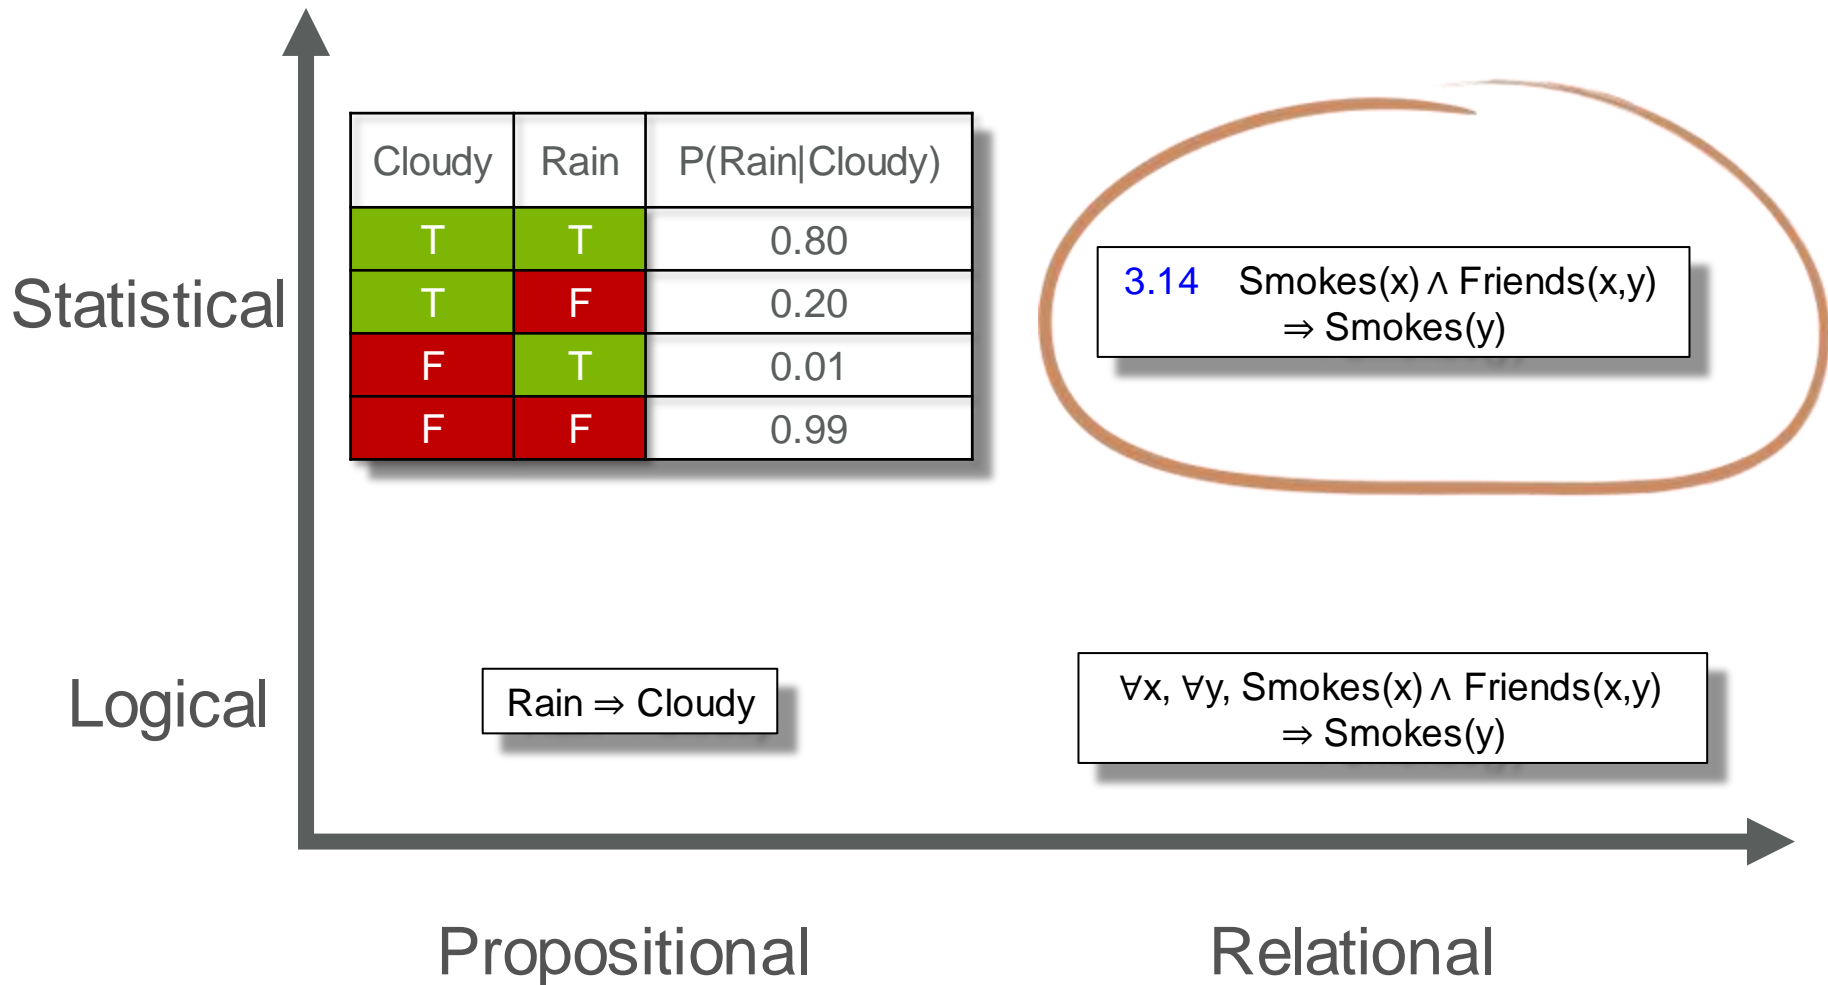 Cloudy Rain P(Rain|Cloudy)
T T 0.80
T F 0.20
F T 0.01
F F 0.99
Statistical
3.14 Smokes(x) ∧ Friends(x,y)
⇒ Smokes(y)
Logical
Rain ⇒ Cloudy
∀x, ∀y, Smokes(x) ∧ Friends(x,y)
⇒ Smokes(y)
Propositional
Relational